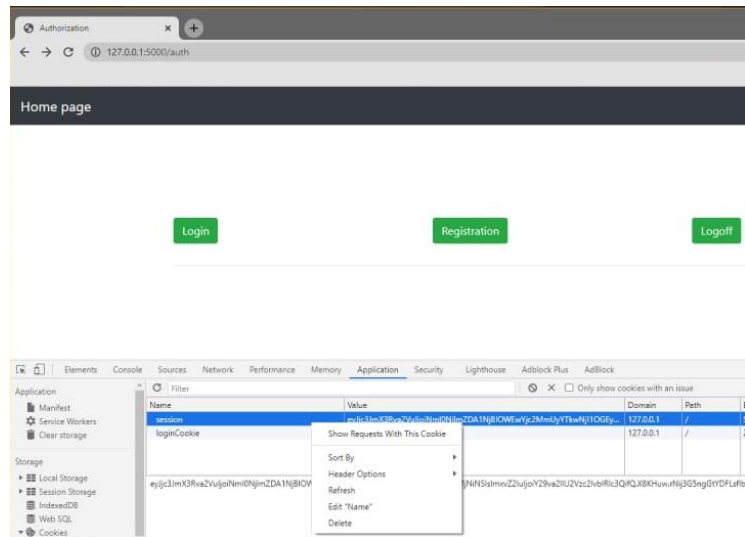 Authorization
127.0.0.1:5000/auth
Home page
Login Registration Logoff
Elements Console Sources Network Performance Memory Application Security Lighthouse Adblock Plus AdBlock
Application
Manifest
Service Workers
Clear storage
Storage
Local Storage
Session Storage
IndexedDB
Web SQL
Cookies
Filter Only show cookies with an issue
Name Value Domain Path
session 127.0.0.1 /
loginCookie 127.0.0.1 /
Show Requests With This Cookie
Sort By
Header Options
Refresh
Edit "Name"
Delete